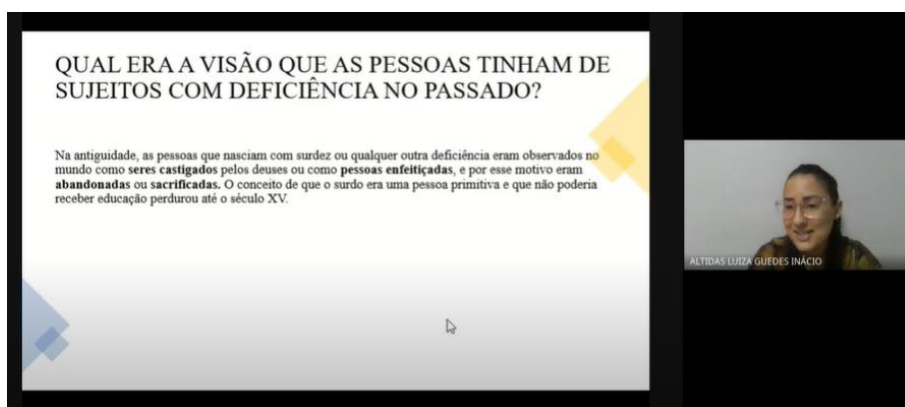 QUAL ERA A VISÃO QUE AS PESSOAS TINHAM DE
SUJEITOS COM DEFICIÊNCIA NO PASSADO?
Na antiguidade, as pessoas que nasciam com surdez ou qualquer outra deficiência eram observados no
mundo como seres castigados pelos deuses ou como pessoas enfeitiçadas, e por esse motivo eram
abandonadas ou sacrificadas. O conceito de que o surdo era uma pessoa primitiva e que não poderia
receber educação perdurou até o século XV.
ALTIDAS LUIZA GUEDES INÁCIO